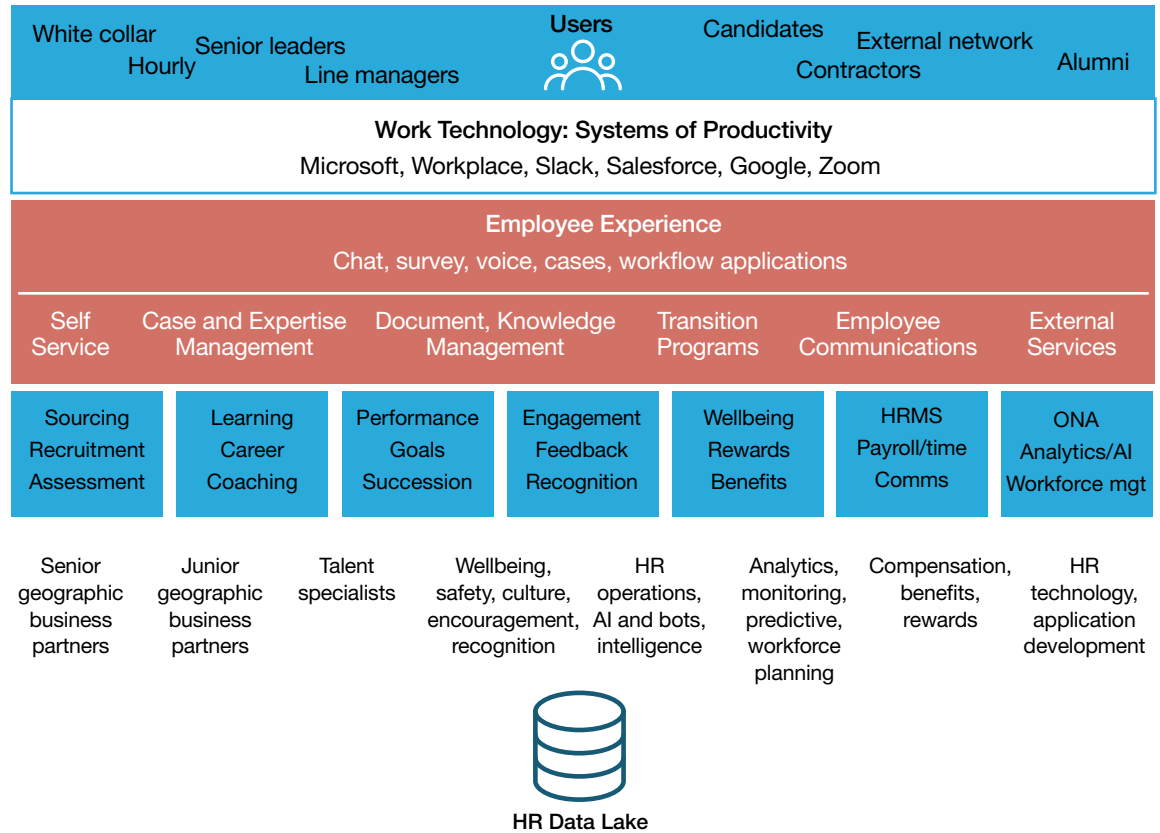 Users
White collar
Senior leaders
Hourly
Line managers
Candidates
External network
Contractors
Alumni
Work Technology: Systems of Productivity
Microsoft, Workplace, Slack, Salesforce, Google, Zoom
Employee Experience
Chat, survey, voice, cases, workflow applications
Self
Service
Case and Expertise
Management
Document, Knowledge
Management
Transition
Programs
Employee
Communications
External
Services
Sourcing
Recruitment
Assessment
Learning
Career
Coaching
Performance
Goals
Succession
Engagement
Feedback
Recognition
Wellbeing
Rewards
Benefits
HRMS
Payroll/time
Comms
ONA
Analytics/AI
Workforce mgt
Senior
geographic
business
partners
Junior
geographic
business
partners
Talent
specialists
Wellbeing,
safety, culture,
encouragement,
recognition
HR
operations,
AI and bots,
intelligence
Analytics,
monitoring,
predictive,
workforce
planning
Compensation,
benefits,
rewards
HR
technology,
application
development
HR Data Lake